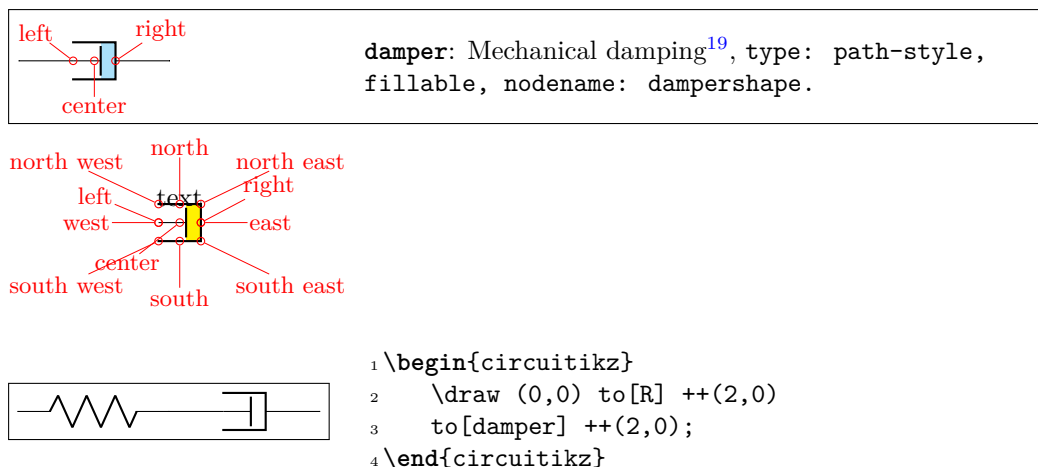 left
right
center
damper: Mechanical damping19, type: path-style,
fillable, nodename: dampershape.
north west north north east
text
left right
west east
center
south west south south east
1 \begin{circuitikz}
2 \draw (0,0) to[R] ++(2,0)
3 to[damper] ++(2,0);
4 \end{circuitikz}